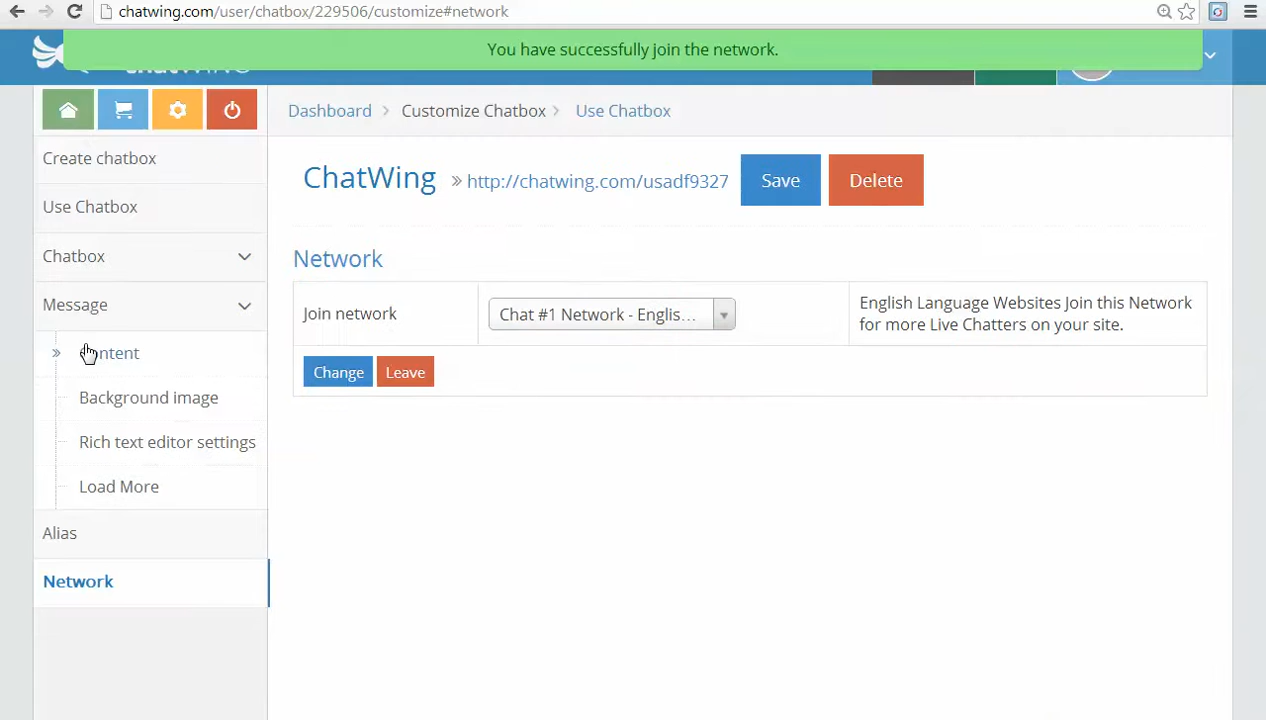 chatwing.com/user/chatbox/229506/customize#network
You have successfully join the network.
Dashboard
Customize Chatbox
Use Chatbox
Create chatbox
Use Chatbox
Chatbox
Message
Content
Background image
Rich text editor settings
Load More
Alias
Network
ChatWing
» http://chatwing.com/usadf9327
Save
Delete
Network
Join network
Chat #1 Network - Englis...
English Language Websites Join this Network
for more Live Chatters on your site.
Change
Leave